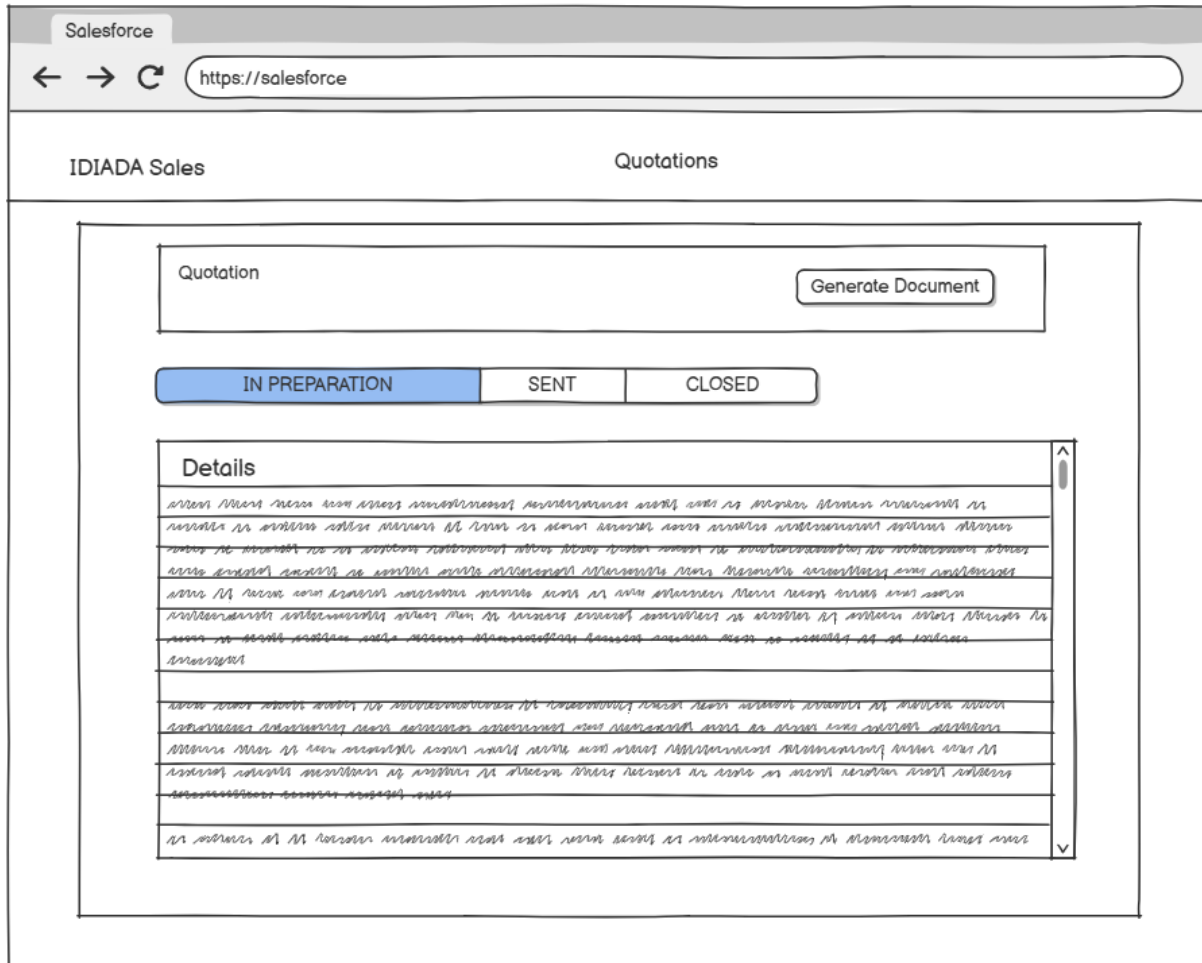 Salesforce
https://salesforce
IDIADA Sales
Quotations
Quotation
Generate Document
IN PREPARATION
SENT
CLOSED
Details